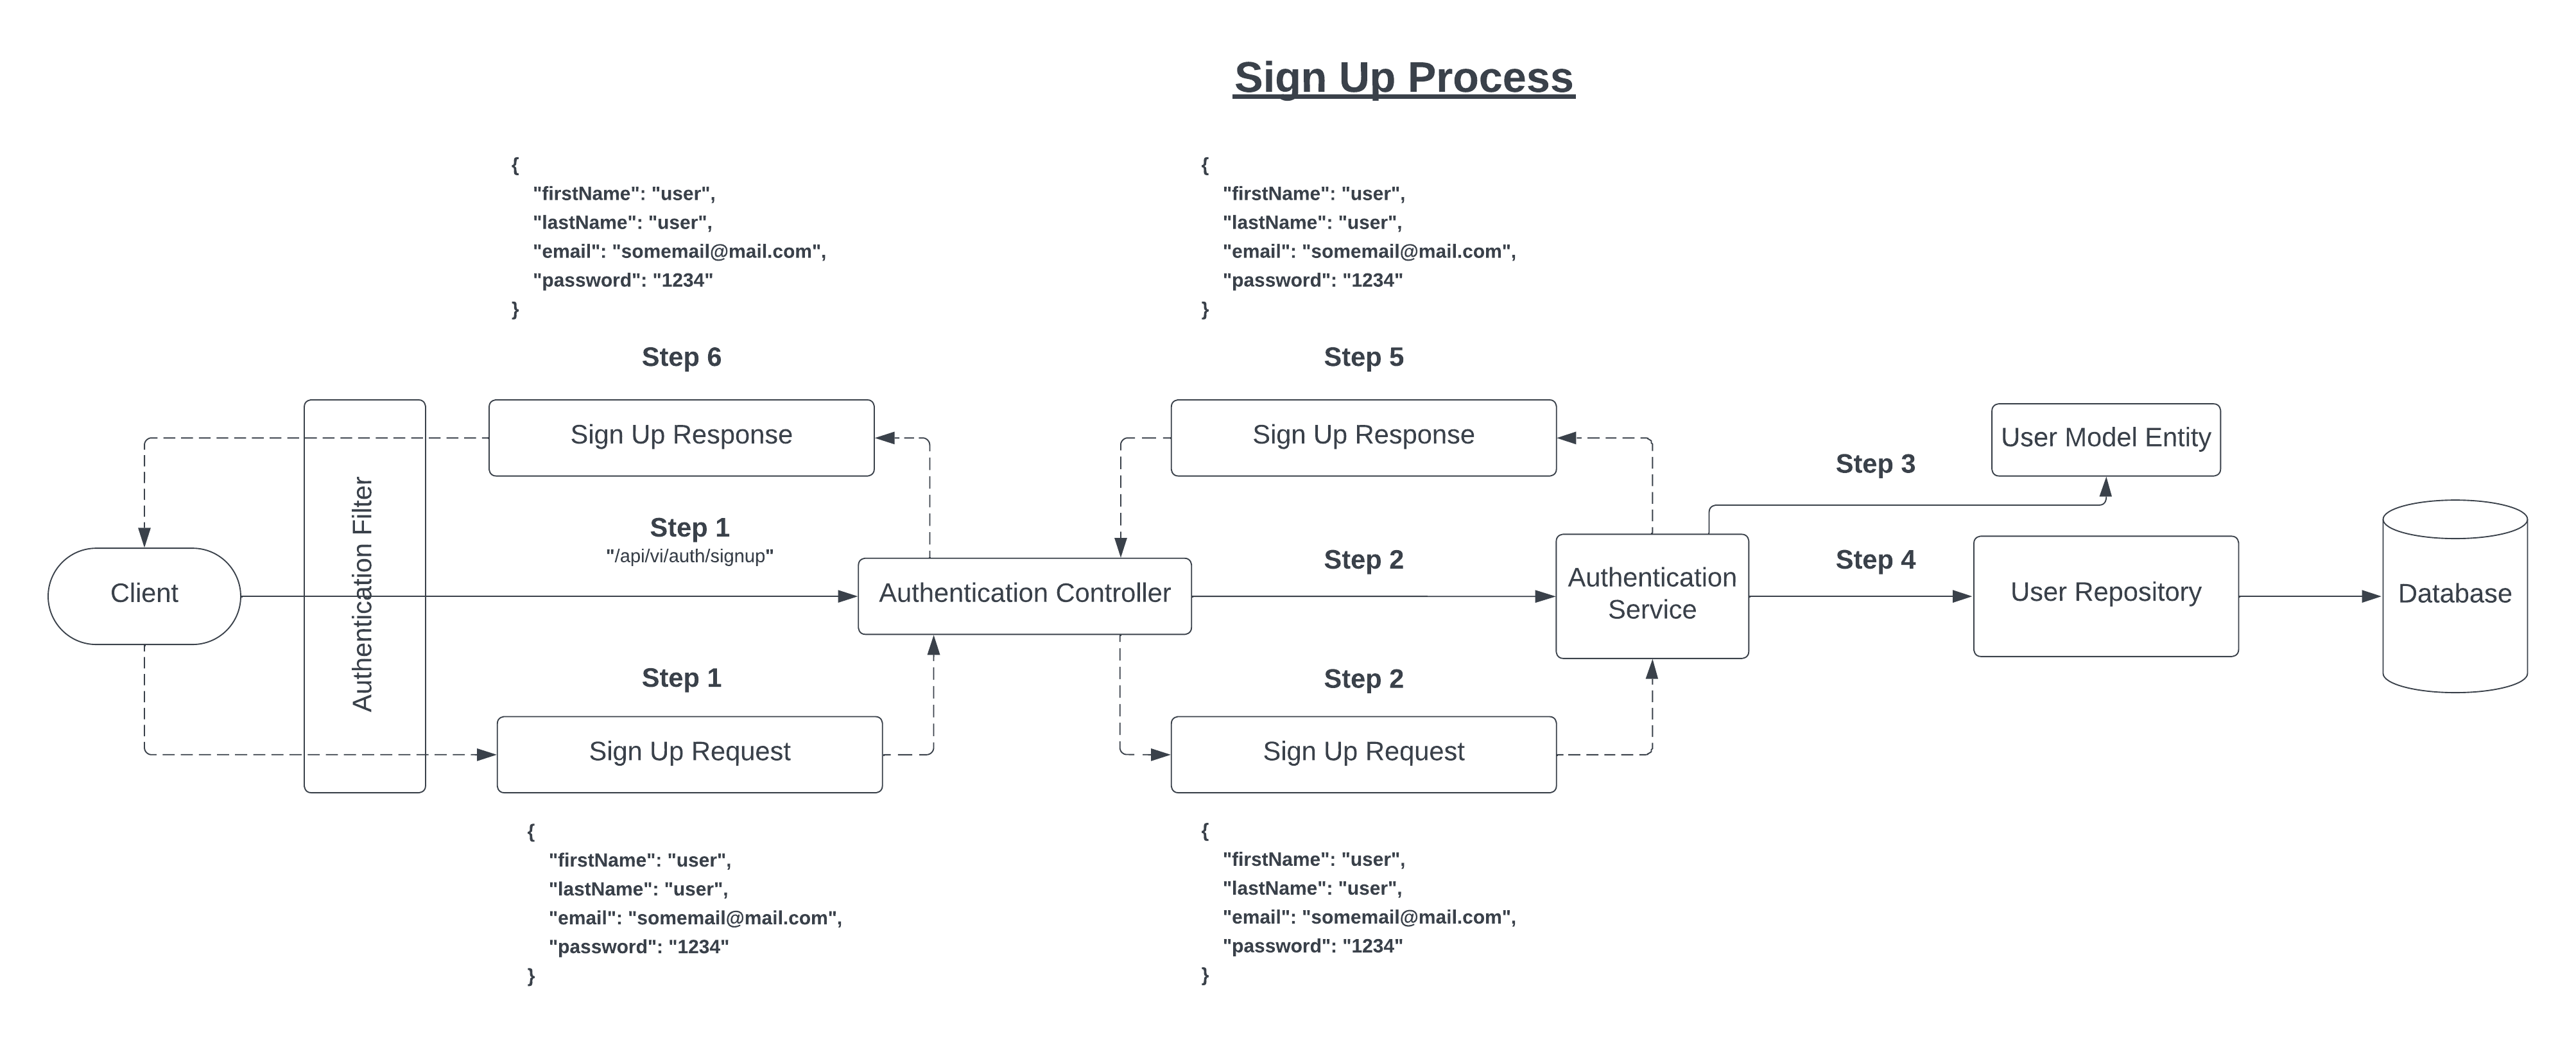 Sign Up Process
{
"firstName": "user",
"lastName": "user",
"email": "somemail@mail.com",
"password": "1234"
}
{
"firstName": "user",
"lastName": "user",
"email": "somemail@mail.com",
"password": "1234"
}
Step 6
Step 5
Sign Up Response
Sign Up Response
User Model Entity
Step 3
Authentication Filter
Step 1
"/api/vi/auth/signup"
Step 2
Step 4
Client
Authentication Controller
Authentication
Service
User Repository
Database
Step 1
Step 2
Sign Up Request
Sign Up Request
{
"firstName": "user",
"lastName": "user",
"email": "somemail@mail.com",
"password": "1234"
}
{
"firstName": "user",
"lastName": "user",
"email": "somemail@mail.com",
"password": "1234"
}